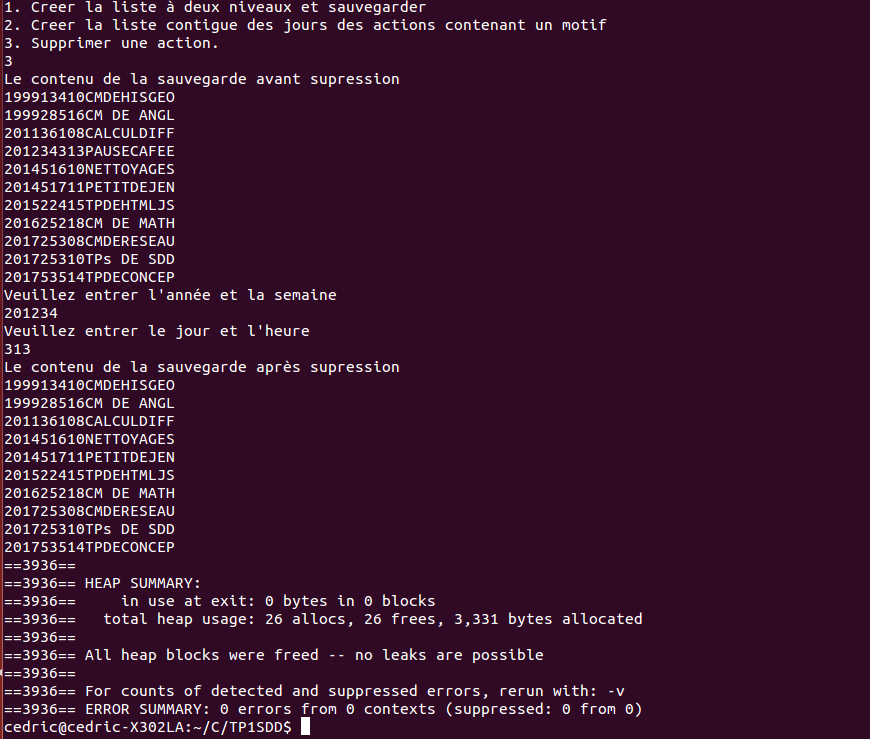 1. Creer la liste à deux niveaux et sauvegarder
2. Creer la liste contigue des jours des actions contenant un motif
3. Supprimer une action.
3
Le contenu de la sauvegarde avant supression
199913410CMDEHISGEO
199928516CM DE ANGL
201136108CALCULDIFF
201234313PAUSECAFEE
201451610NETTOYAGES
201451711PETITDEJEN
201522415TPDEHTMLJS
201625218CM DE MATH
201725308CMDERESEAU
201725310TPs DE SDD
201753514TPDECONCEP
Veuillez entrer l'année et la semaine
201234
Veuillez entrer le jour et l'heure
313
Le contenu de la sauvegarde après supression
199913410CMDEHISGEO
199928516CM DE ANGL
201136108CALCULDIFF
201451610NETTOYAGES
201451711PETITDEJEN
201522415TPDEHTMLJS
201625218CM DE MATH
201725308CMDERESEAU
201725310TPs DE SDD
201753514TPDECONCEP
==3936==
==3936== HEAP SUMMARY:
==3936==     in use at exit: 0 bytes in 0 blocks
==3936==   total heap usage: 26 allocs, 26 frees, 3,331 bytes allocated
==3936==
==3936== All heap blocks were freed -- no leaks are possible
==3936==
==3936== For counts of detected and suppressed errors, rerun with: -v
==3936== ERROR SUMMARY: 0 errors from 0 contexts (suppressed: 0 from 0)
cedric@cedric-X302LA:~/C/TP1SDD$